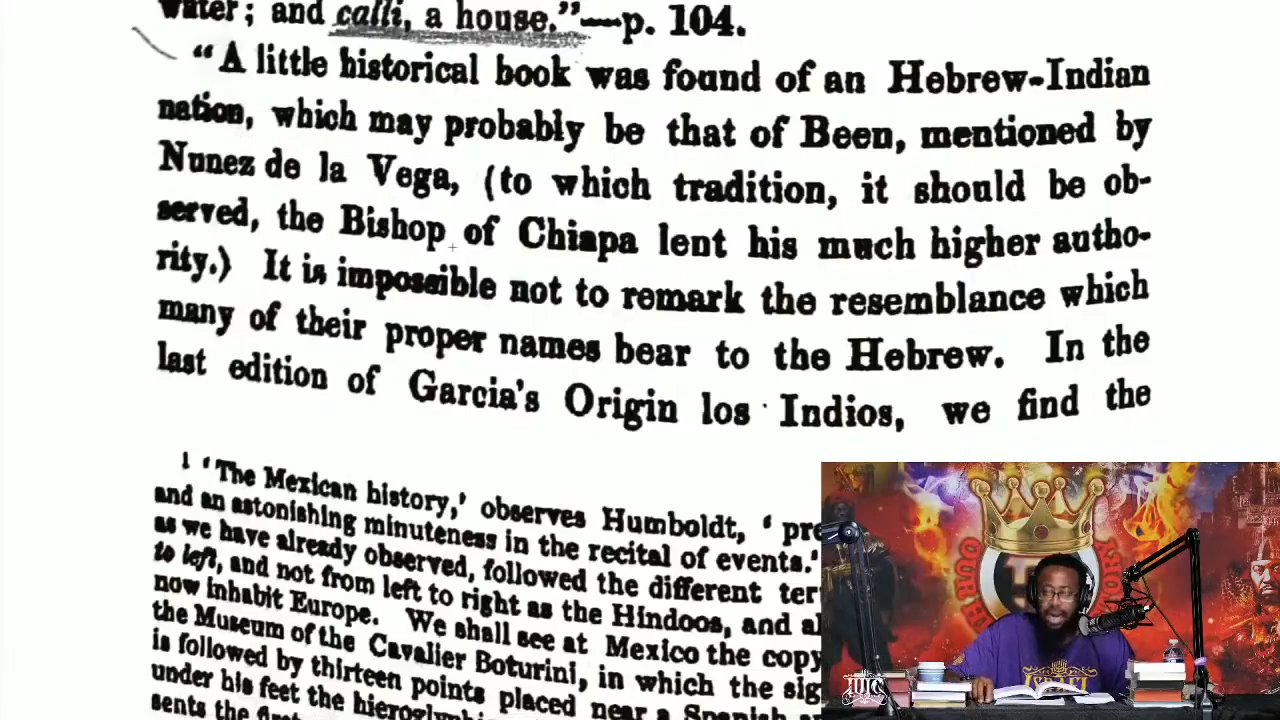 water; and calli, a house."—p. 104.
"A little historical book was found of an Hebrew-Indian
nation, which may probably be that of Been, mentioned by
Nunez de la Vega, (to which tradition, it should be ob-
served, the Bishop of Chiapa lent his much higher autho-
rity.) It is impossible not to remark the resemblance which
many of their proper names bear to the Hebrew. In the
last edition of Garcia's Origin los Indios, we find the
1 'The Mexican history,' observes Humboldt, ' pre
and an astonishing minuteness in the recital of events.'
as we have already observed, followed the different ter
to left, and not from left to right as the Hindoos, and al
now inhabit Europe. We shall see at Mexico the copy
the Museum of the Cavalier Boturini, in which the sig
is followed by thirteen points placed near a Spanish
under his feet the hieroglyphi
sents the first
IUIC
ISRAEL